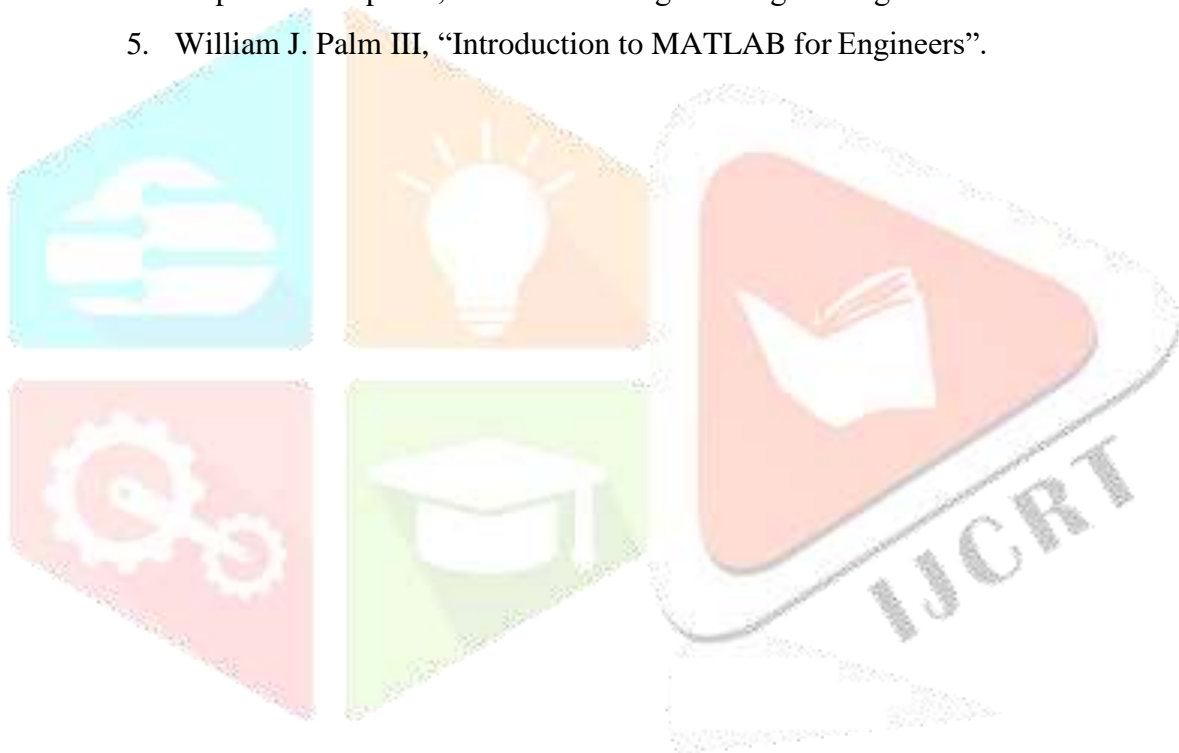 5. William J. Palm III, “Introduction to MATLAB for Engineers”.
IJCRT